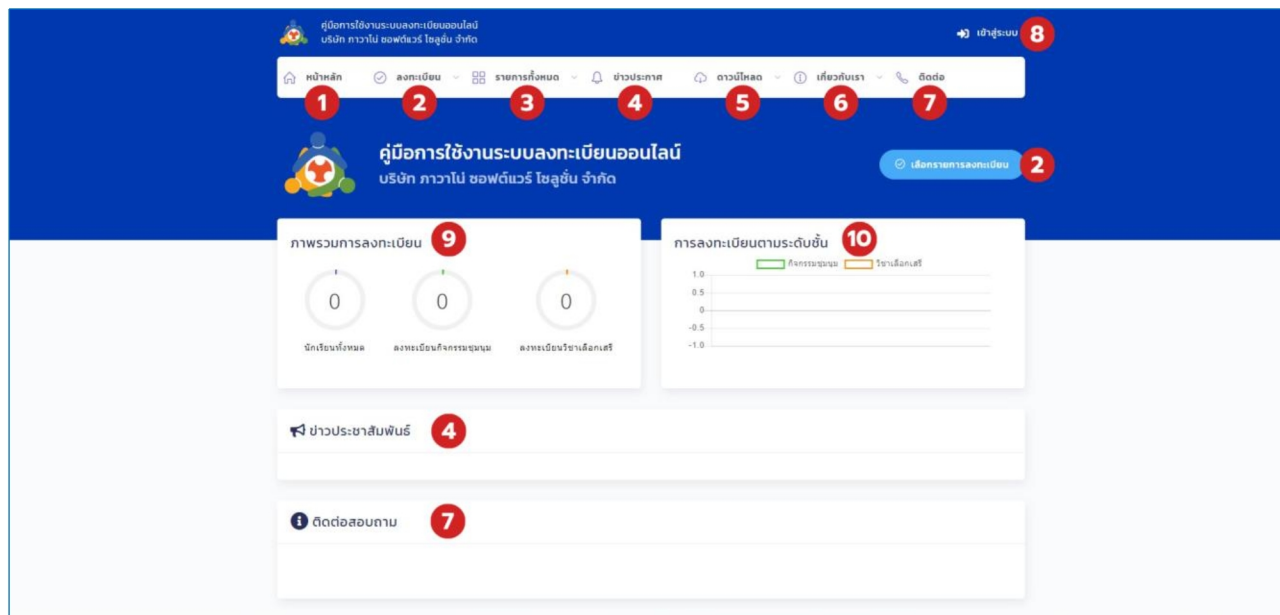 คู่มือการใช้งานระบบลงทะเบียนออนไลน์
บริษัท ภาวาโน่ ซอฟต์แวร์ โซลูชั่น จำกัด
เข้าสู่ระบบ 8
หน้าหลัก ลงทะเบียน รายการทั้งหมด ข่าวประกาศ ดาวน์โหลด เกี่ยวกับเรา ติดต่อ
1 2 3 4 5 6 7
คู่มือการใช้งานระบบลงทะเบียนออนไลน์
บริษัท ภาวาโน่ ซอฟต์แวร์ โซลูชั่น จำกัด
เลือกรายการลงทะเบียน 2
ภาพรวมการลงทะเบียน 9
0 0 0
นักเรียนทั้งหมด ลงทะเบียนกิจกรรมชุมนุม ลงทะเบียนวิชาเลือกเสรี
การลงทะเบียนตามระดับชั้น 10
กิจกรรมชุมนุม วิชาเลือกเสรี
1.0
0.5
0
-0.5
-1.0
ข่าวประชาสัมพันธ์ 4
ติดต่อสอบถาม 7